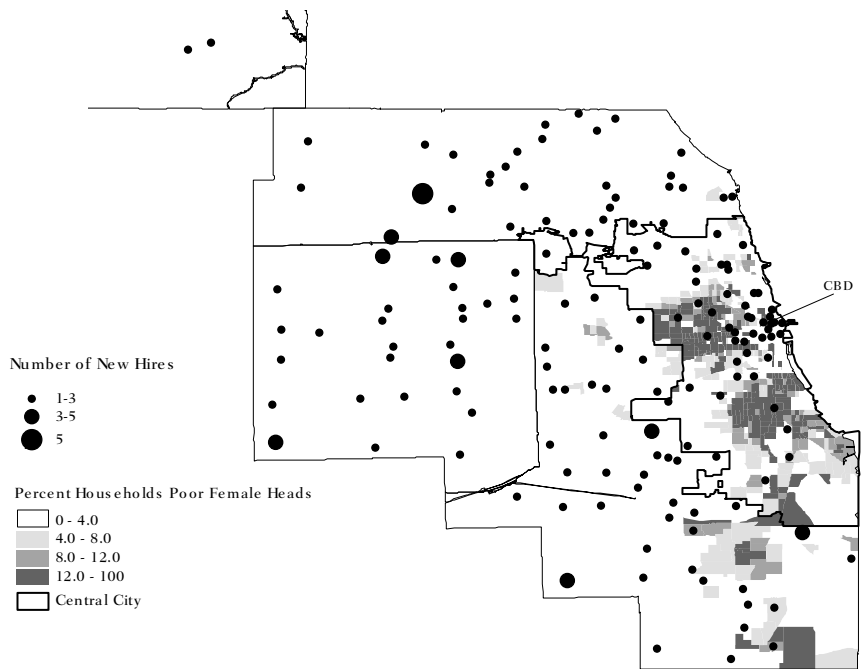 CBD
Number of New Hires
1-3
3-5
5
Percent Households Poor Female Heads
0 - 4.0
4.0 - 8.0
8.0 - 12.0
12.0 - 100
Central City